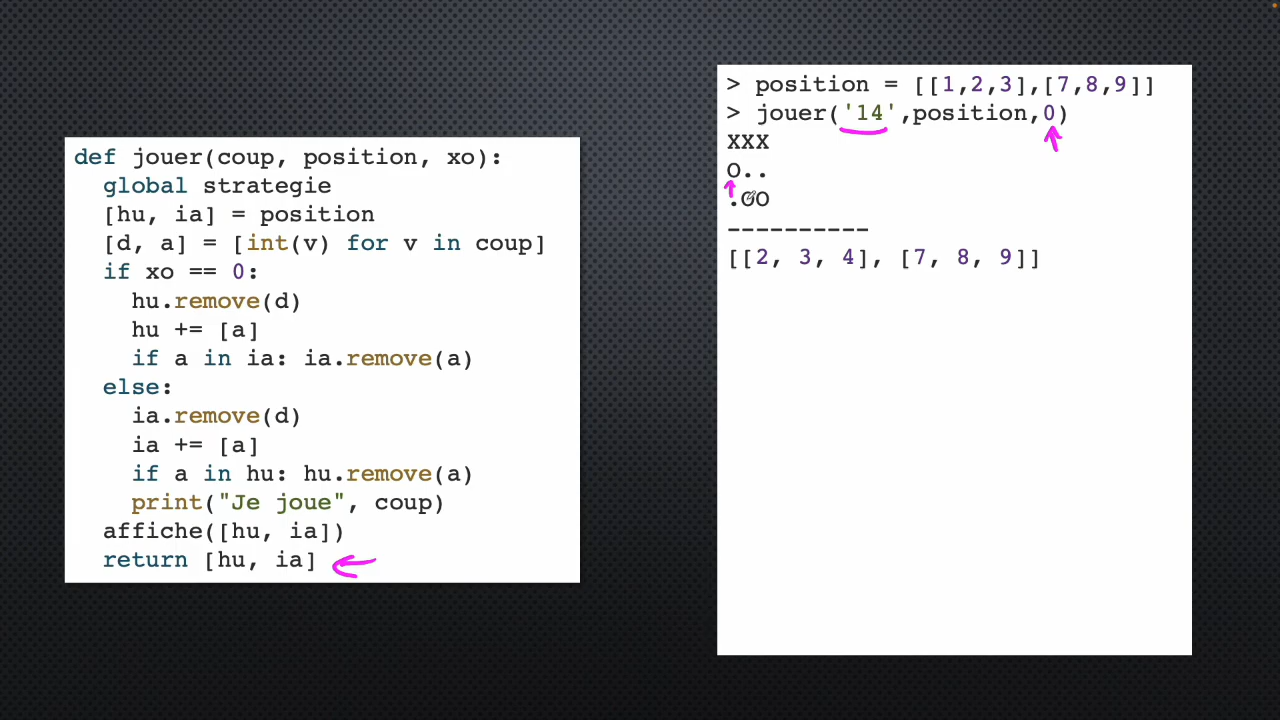 def jouer(coup, position, xo):
global strategie
[hu, ia] = position
[d, a] = [int(v) for v in coup]
if xo == 0:
hu.remove(d)
hu += [a]
if a in ia: ia.remove(a)
else:
ia.remove(d)
ia += [a]
if a in hu: hu.remove(a)
print("Je joue", coup)
affiche([hu, ia])
return [hu, ia]
> position = [[1,2,3],[7,8,9]]
> jouer('14',position,0)
XXX
O..
.OO
----------
[[2, 3, 4], [7, 8, 9]]